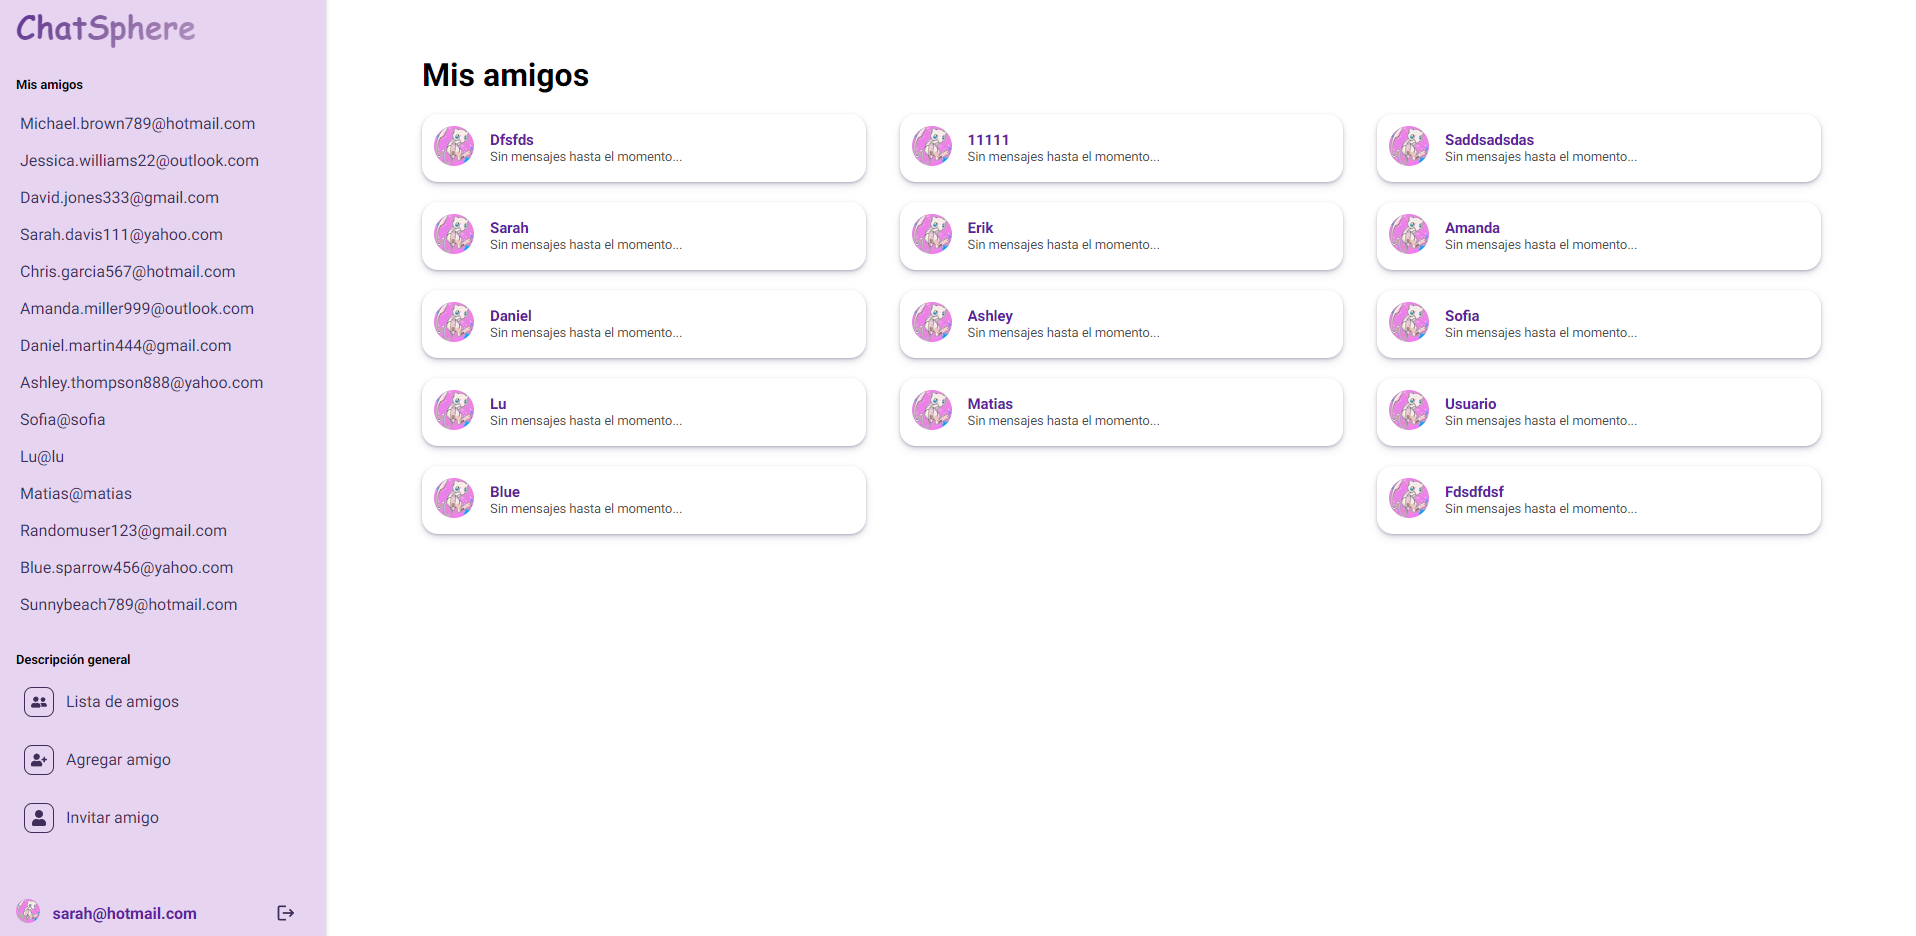 ChatSphere
Mis amigos
Michael.brown789@hotmail.com
Jessica.williams22@outlook.com
David.jones333@gmail.com
Sarah.davis111@yahoo.com
Chris.garcia567@hotmail.com
Amanda.miller999@outlook.com
Daniel.martin444@gmail.com
Ashley.thompson888@yahoo.com
Sofia@sofia
Lu@lu
Matias@matias
Randomuser123@gmail.com
Blue.sparrow456@yahoo.com
Sunnybeach789@hotmail.com
Descripción general
Lista de amigos
Agregar amigo
Invitar amigo
sarah@hotmail.com
Mis amigos
Dfsfds
Sin mensajes hasta el momento...
11111
Sin mensajes hasta el momento...
Saddsadsdas
Sin mensajes hasta el momento...
Sarah
Sin mensajes hasta el momento...
Erik
Sin mensajes hasta el momento...
Amanda
Sin mensajes hasta el momento...
Daniel
Sin mensajes hasta el momento...
Ashley
Sin mensajes hasta el momento...
Sofia
Sin mensajes hasta el momento...
Lu
Sin mensajes hasta el momento...
Matias
Sin mensajes hasta el momento...
Usuario
Sin mensajes hasta el momento...
Blue
Sin mensajes hasta el momento...
Fdsdfdsf
Sin mensajes hasta el momento...